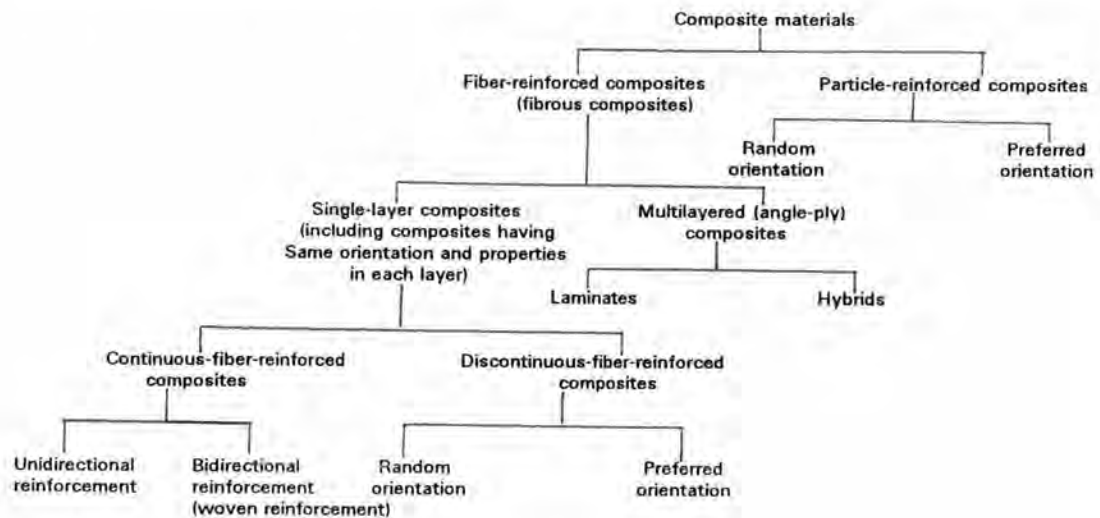 Composite materials
Fiber-reinforced composites
(fibrous composites)
Particle-reinforced composites
Random
orientation
Preferred
orientation
Single-layer composites
(including composites having
Same orientation and properties
in each layer)
Multilayered (angle-ply)
composites
Laminates
Hybrids
Continuous-fiber-reinforced
composites
Discontinuous-fiber-reinforced
composites
Unidirectional
reinforcement
Bidirectional
reinforcement
(woven reinforcement)
Random
orientation
Preferred
orientation